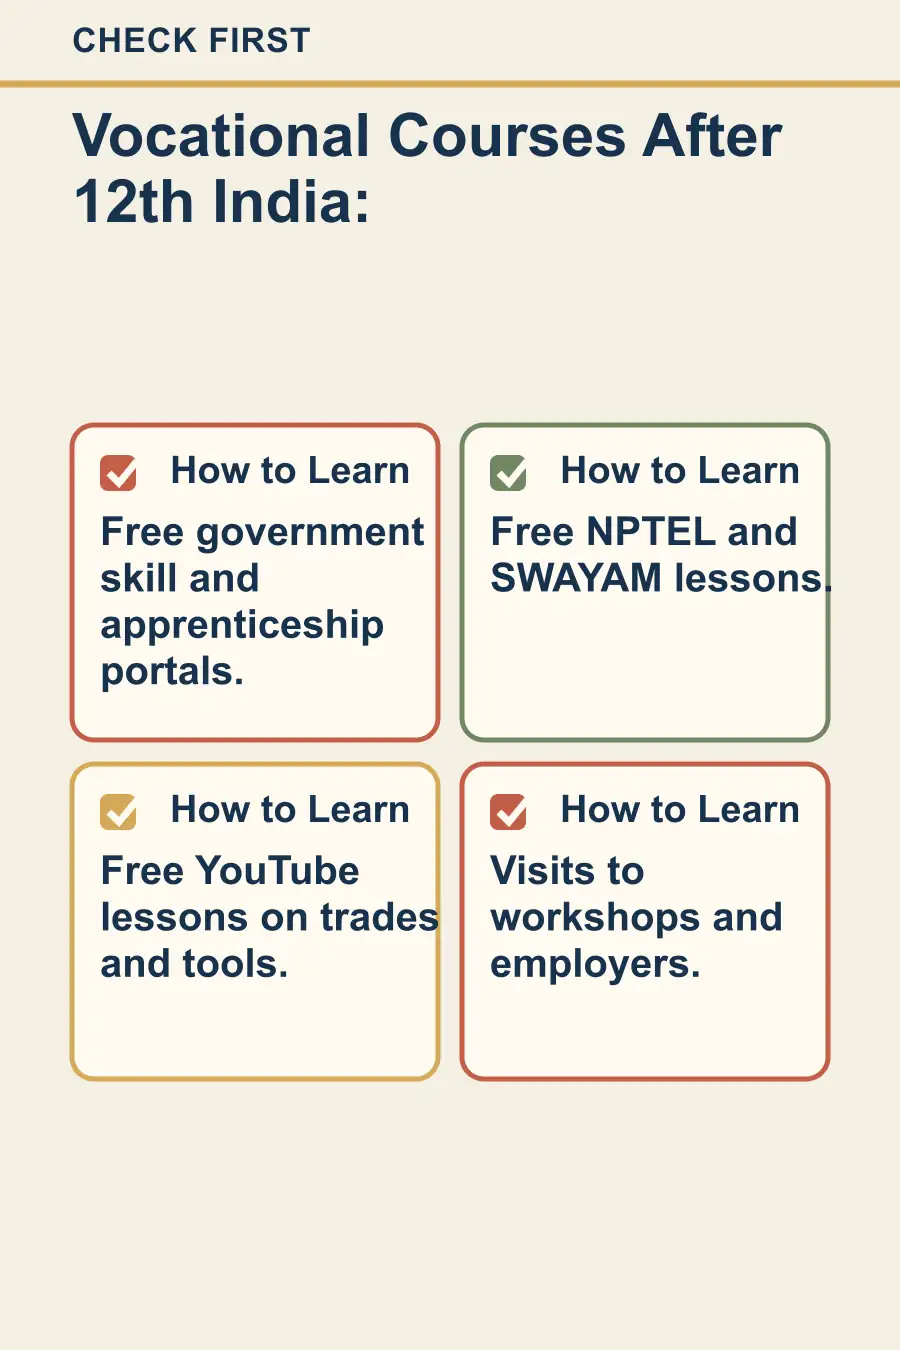 CHECK FIRST
Vocational Courses After
12th India:
How to Learn
Free government
skill and
apprenticeship
portals.
How to Learn
Free NPTEL and
SWAYAM lessons.
How to Learn
Free YouTube
lessons on trades
and tools.
How to Learn
Visits to
workshops and
employers.